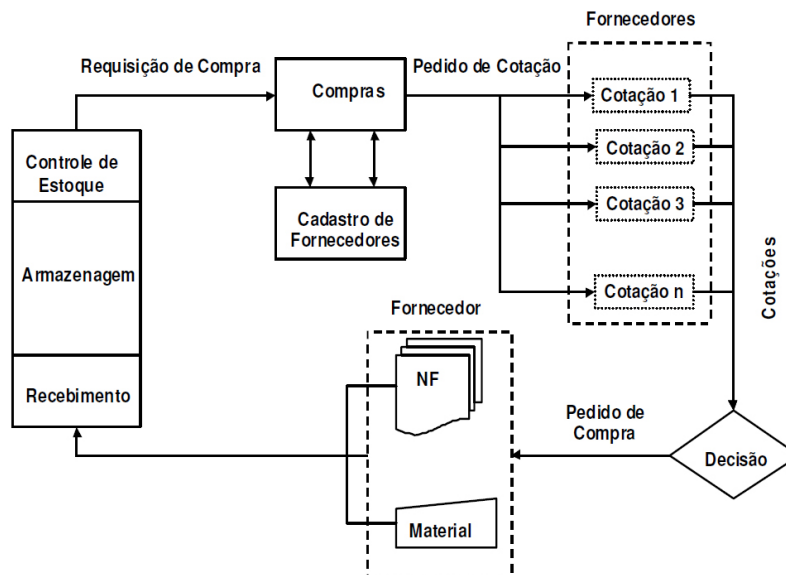 Fornecedores
Requisição de Compra
Compras
Pedido de Cotação
Cotação 1
Cotação 2
Cotação 3
Cotação n
Controle de
Estoque
Cadastro de
Fornecedores
Armazenagem
Cotações
Fornecedor
Recebimento
NF
Pedido de
Compra
Decisão
Material